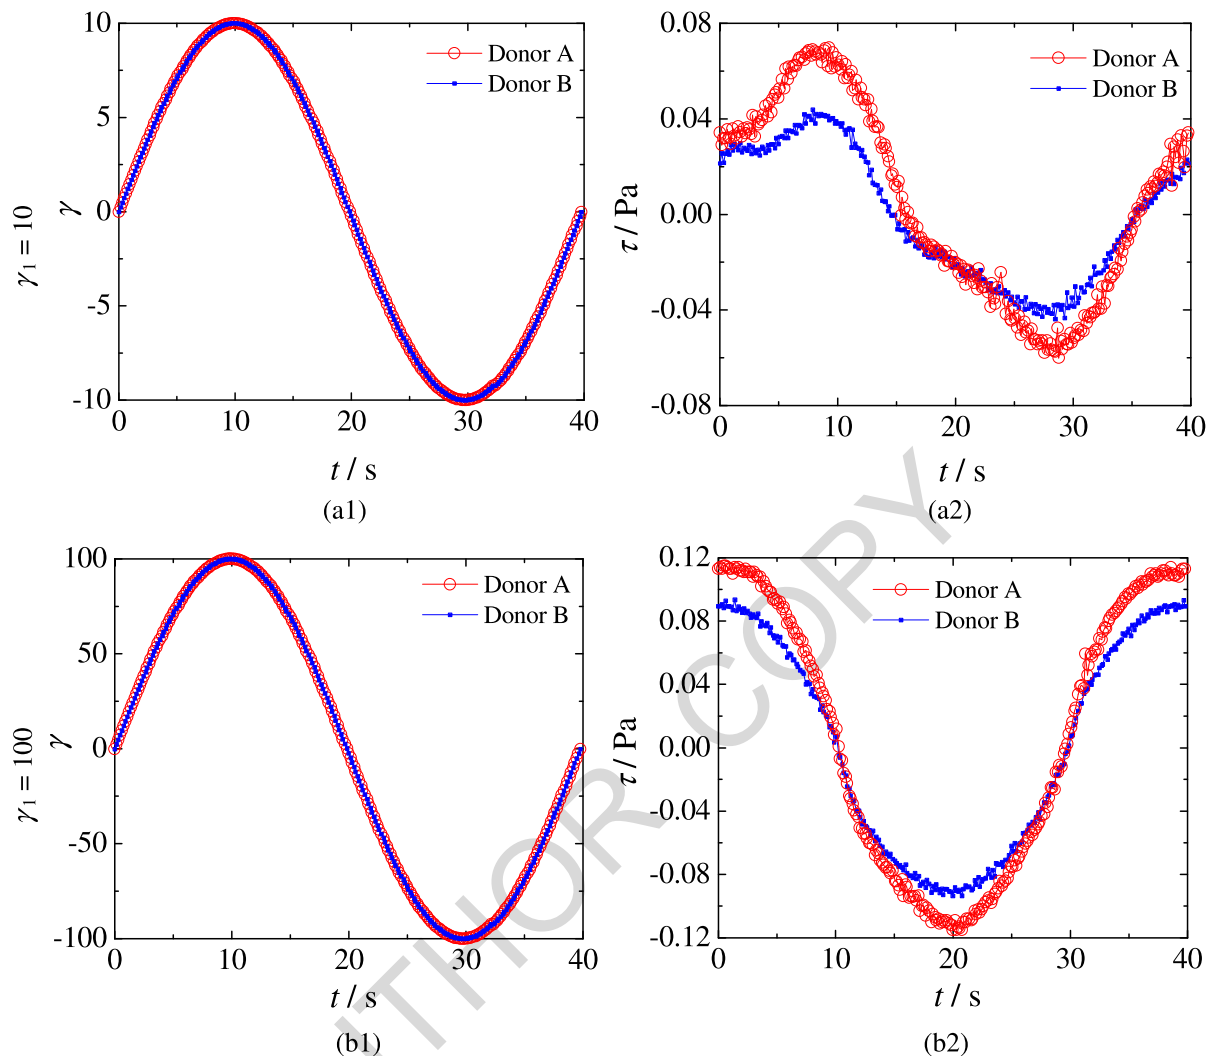 10
5
0
-5
-10
γ
γ1 = 10
Donor A
Donor B
0 10 20 30 40
t / s
(a1)
0.08
0.04
0.00
-0.04
-0.08
τ / Pa
Donor A
Donor B
0 10 20 30 40
t / s
(a2)
100
50
0
-50
-100
γ
γ1 = 100
Donor A
Donor B
0 10 20 30 40
t / s
(b1)
0.12
0.08
0.04
0.00
-0.04
-0.08
-0.12
τ / Pa
Donor A
Donor B
0 10 20 30 40
t / s
(b2)
THOR COPY